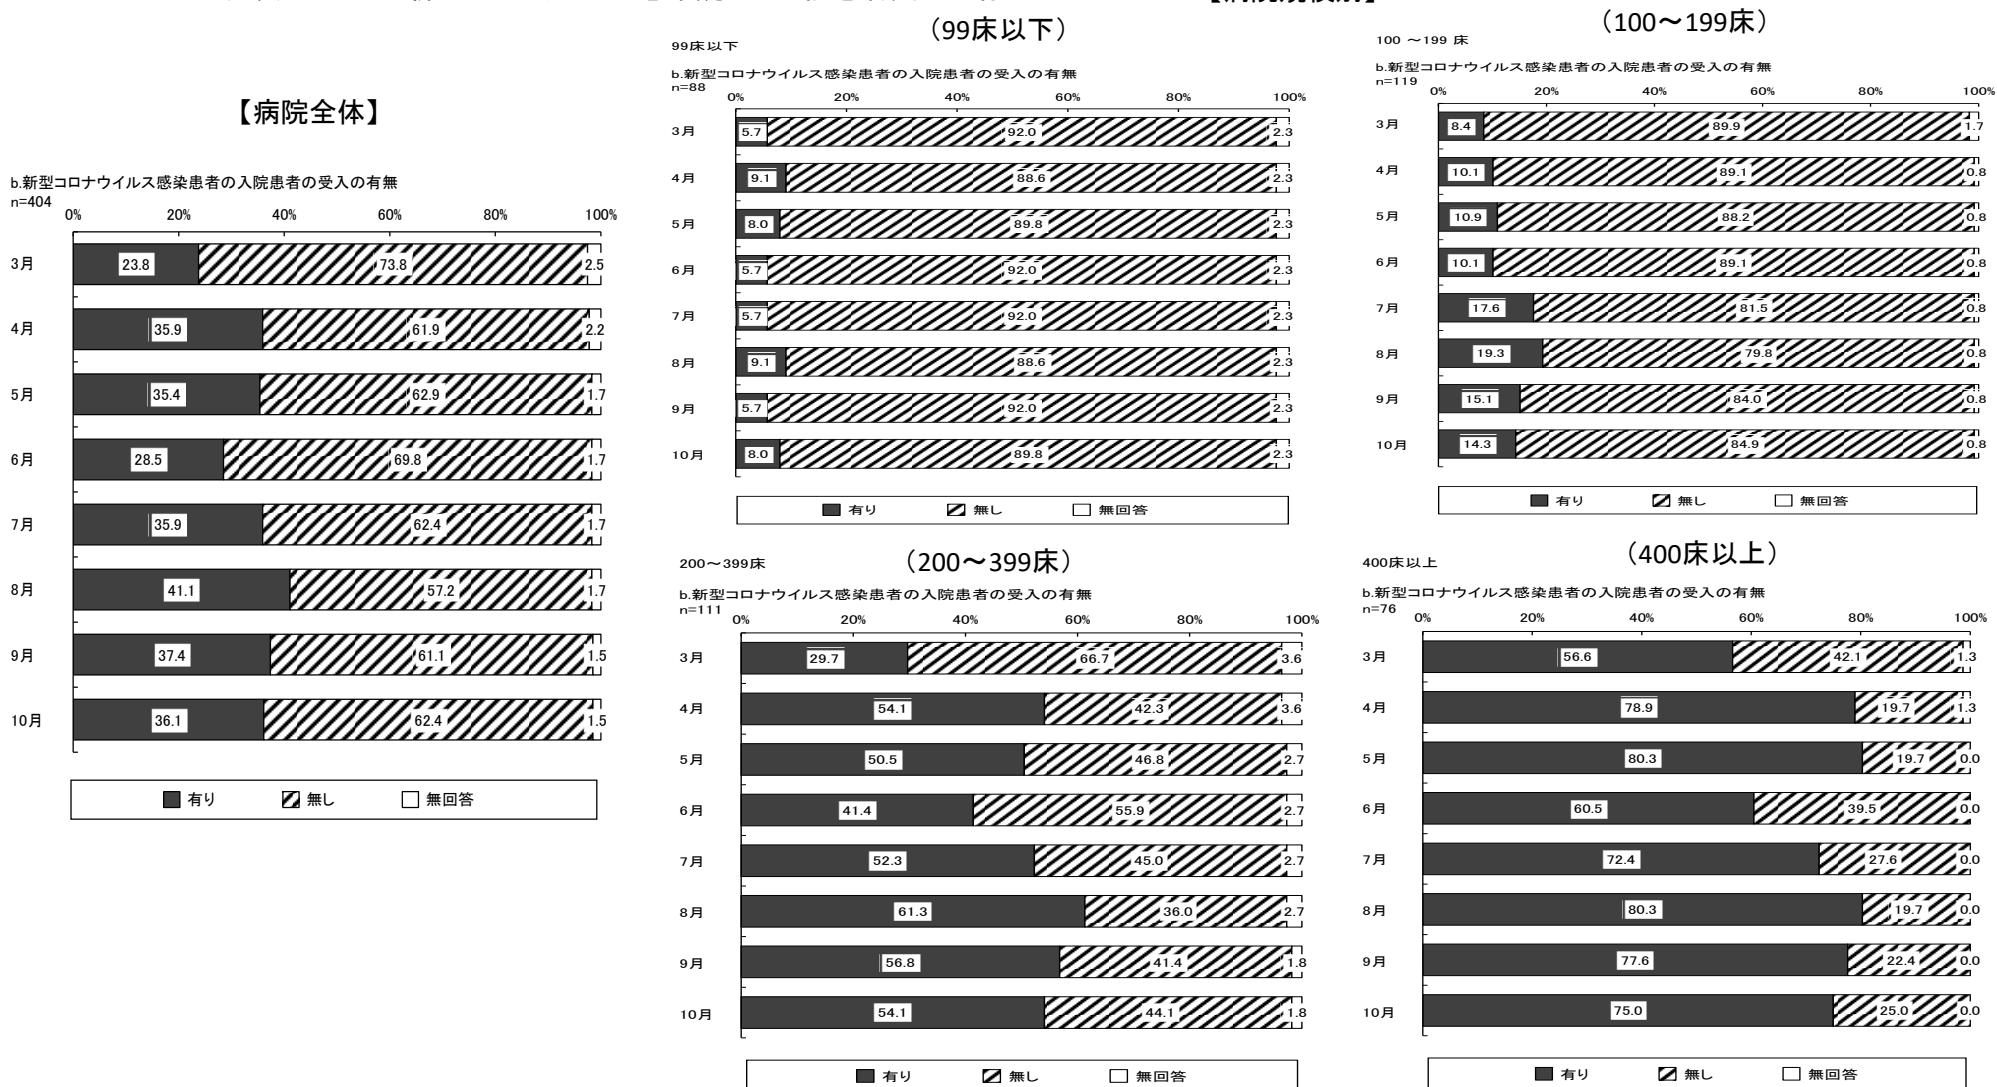 【病院全体】
b.新型コロナウイルス感染患者の入院患者の受入の有無
n=404
0% 20% 40% 60% 80% 100%
3月 23.8 73.8 2.5
4月 35.9 61.9 2.2
5月 35.4 62.9 1.7
6月 28.5 69.8 1.7
7月 35.9 62.4 1.7
8月 41.1 57.2 1.7
9月 37.4 61.1 1.5
10月 36.1 62.4 1.5
有り 無し 無回答
（99床以下）
99床以下
b.新型コロナウイルス感染患者の入院患者の受入の有無
n=88
0% 20% 40% 60% 80% 100%
3月 5.7 92.0 2.3
4月 9.1 88.6 2.3
5月 8.0 89.8 2.3
6月 5.7 92.0 2.3
7月 5.7 92.0 2.3
8月 9.1 88.6 2.3
9月 5.7 92.0 2.3
10月 8.0 89.8 2.3
有り 無し 無回答
（100～199床）
100 ～199 床
b.新型コロナウイルス感染患者の入院患者の受入の有無
n=119
0% 20% 40% 60% 80% 100%
3月 8.4 89.9 1.7
4月 10.1 89.1 0.8
5月 10.9 88.2 0.8
6月 10.1 89.1 0.8
7月 17.6 81.5 0.8
8月 19.3 79.8 0.8
9月 15.1 84.0 0.8
10月 14.3 84.9 0.8
有り 無し 無回答
（200～399床）
200～399床
b.新型コロナウイルス感染患者の入院患者の受入の有無
n=111
0% 20% 40% 60% 80% 100%
3月 29.7 66.7 3.6
4月 54.1 42.3 3.6
5月 50.5 46.8 2.7
6月 41.4 55.9 2.7
7月 52.3 45.0 2.7
8月 61.3 36.0 2.7
9月 56.8 41.4 1.8
10月 54.1 44.1 1.8
有り 無し 無回答
（400床以上）
400床以上
b.新型コロナウイルス感染患者の入院患者の受入の有無
n=76
0% 20% 40% 60% 80% 100%
3月 56.6 42.1 1.3
4月 78.9 19.7 1.3
5月 80.3 19.7 0.0
6月 60.5 39.5 0.0
7月 72.4 27.6 0.0
8月 80.3 19.7 0.0
9月 77.6 22.4 0.0
10月 75.0 25.0 0.0
有り 無し 無回答